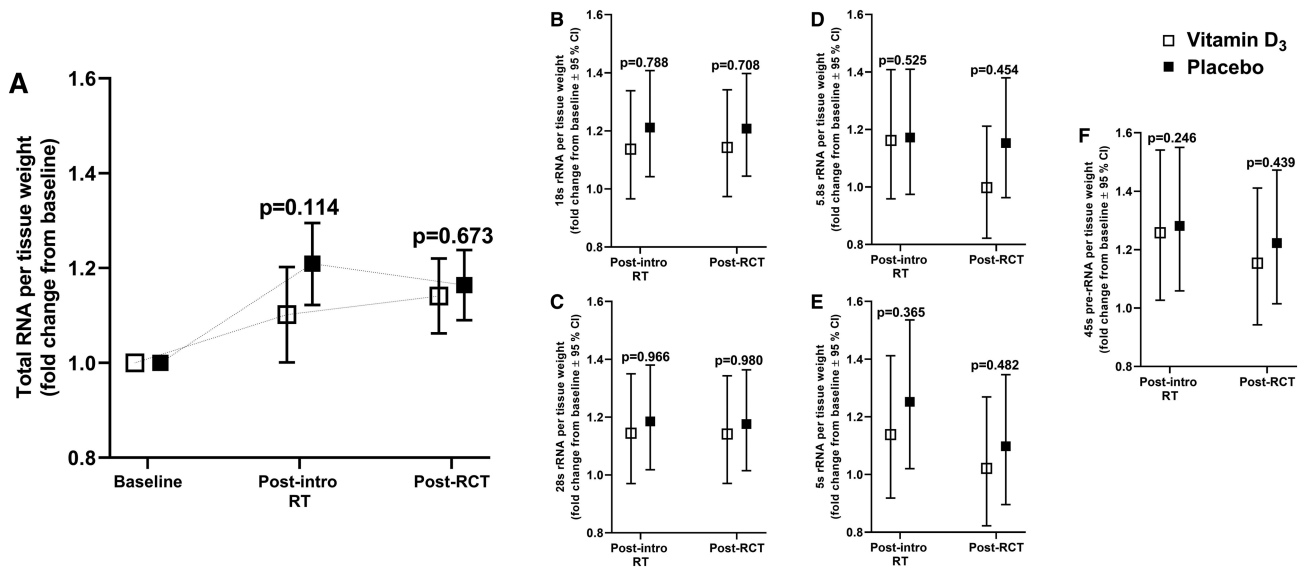 A
Total RNA per tissue weight
(fold change from baseline)
1.6
1.4
1.2
1.0
0.8
p=0.114
p=0.673
Baseline
Post-intro
RT
Post-RCT
B
18s rRNA per tissue weight
(fold change from baseline ± 95 % CI)
1.6
1.4
1.2
1.0
0.8
p=0.788
p=0.708
Post-intro
RT
Post-RCT
C
28s rRNA per tissue weight
(fold change from baseline ± 95 % CI)
1.6
1.4
1.2
1.0
0.8
p=0.966
p=0.980
Post-intro
RT
Post-RCT
D
5.8s rRNA per tissue weight
(fold change from baseline ± 95 % CI)
1.6
1.4
1.2
1.0
0.8
p=0.525
p=0.454
Post-intro
RT
Post-RCT
E
5s rRNA per tissue weight
(fold change from baseline ± 95 % CI)
1.6
1.4
1.2
1.0
0.8
p=0.365
p=0.482
Post-intro
RT
Post-RCT
Vitamin D3
Placebo
F
45s pre-rRNA per tissue weight
(fold change from baseline ± 95 % CI)
1.6
1.4
1.2
1.0
0.8
p=0.246
p=0.439
Post-intro
RT
Post-RCT